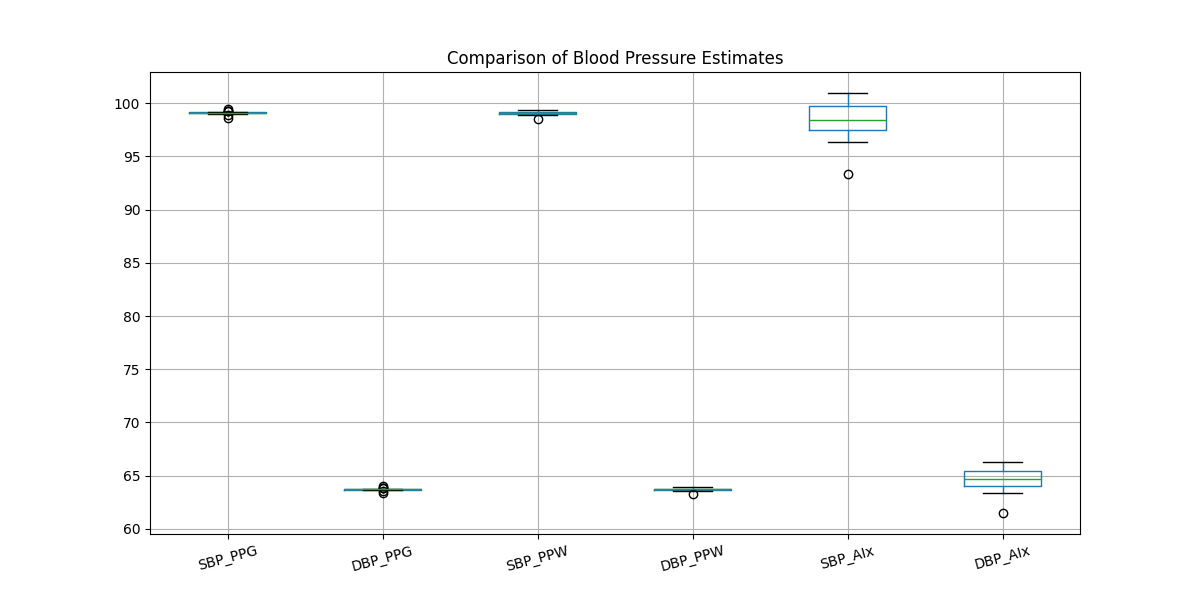 Comparison of Blood Pressure Estimates
100
95
90
85
80
75
70
65
60
SBP_PPG
DBP_PPG
SBP_PPW
DBP_PPW
SBP_AIx
DBP_AIx